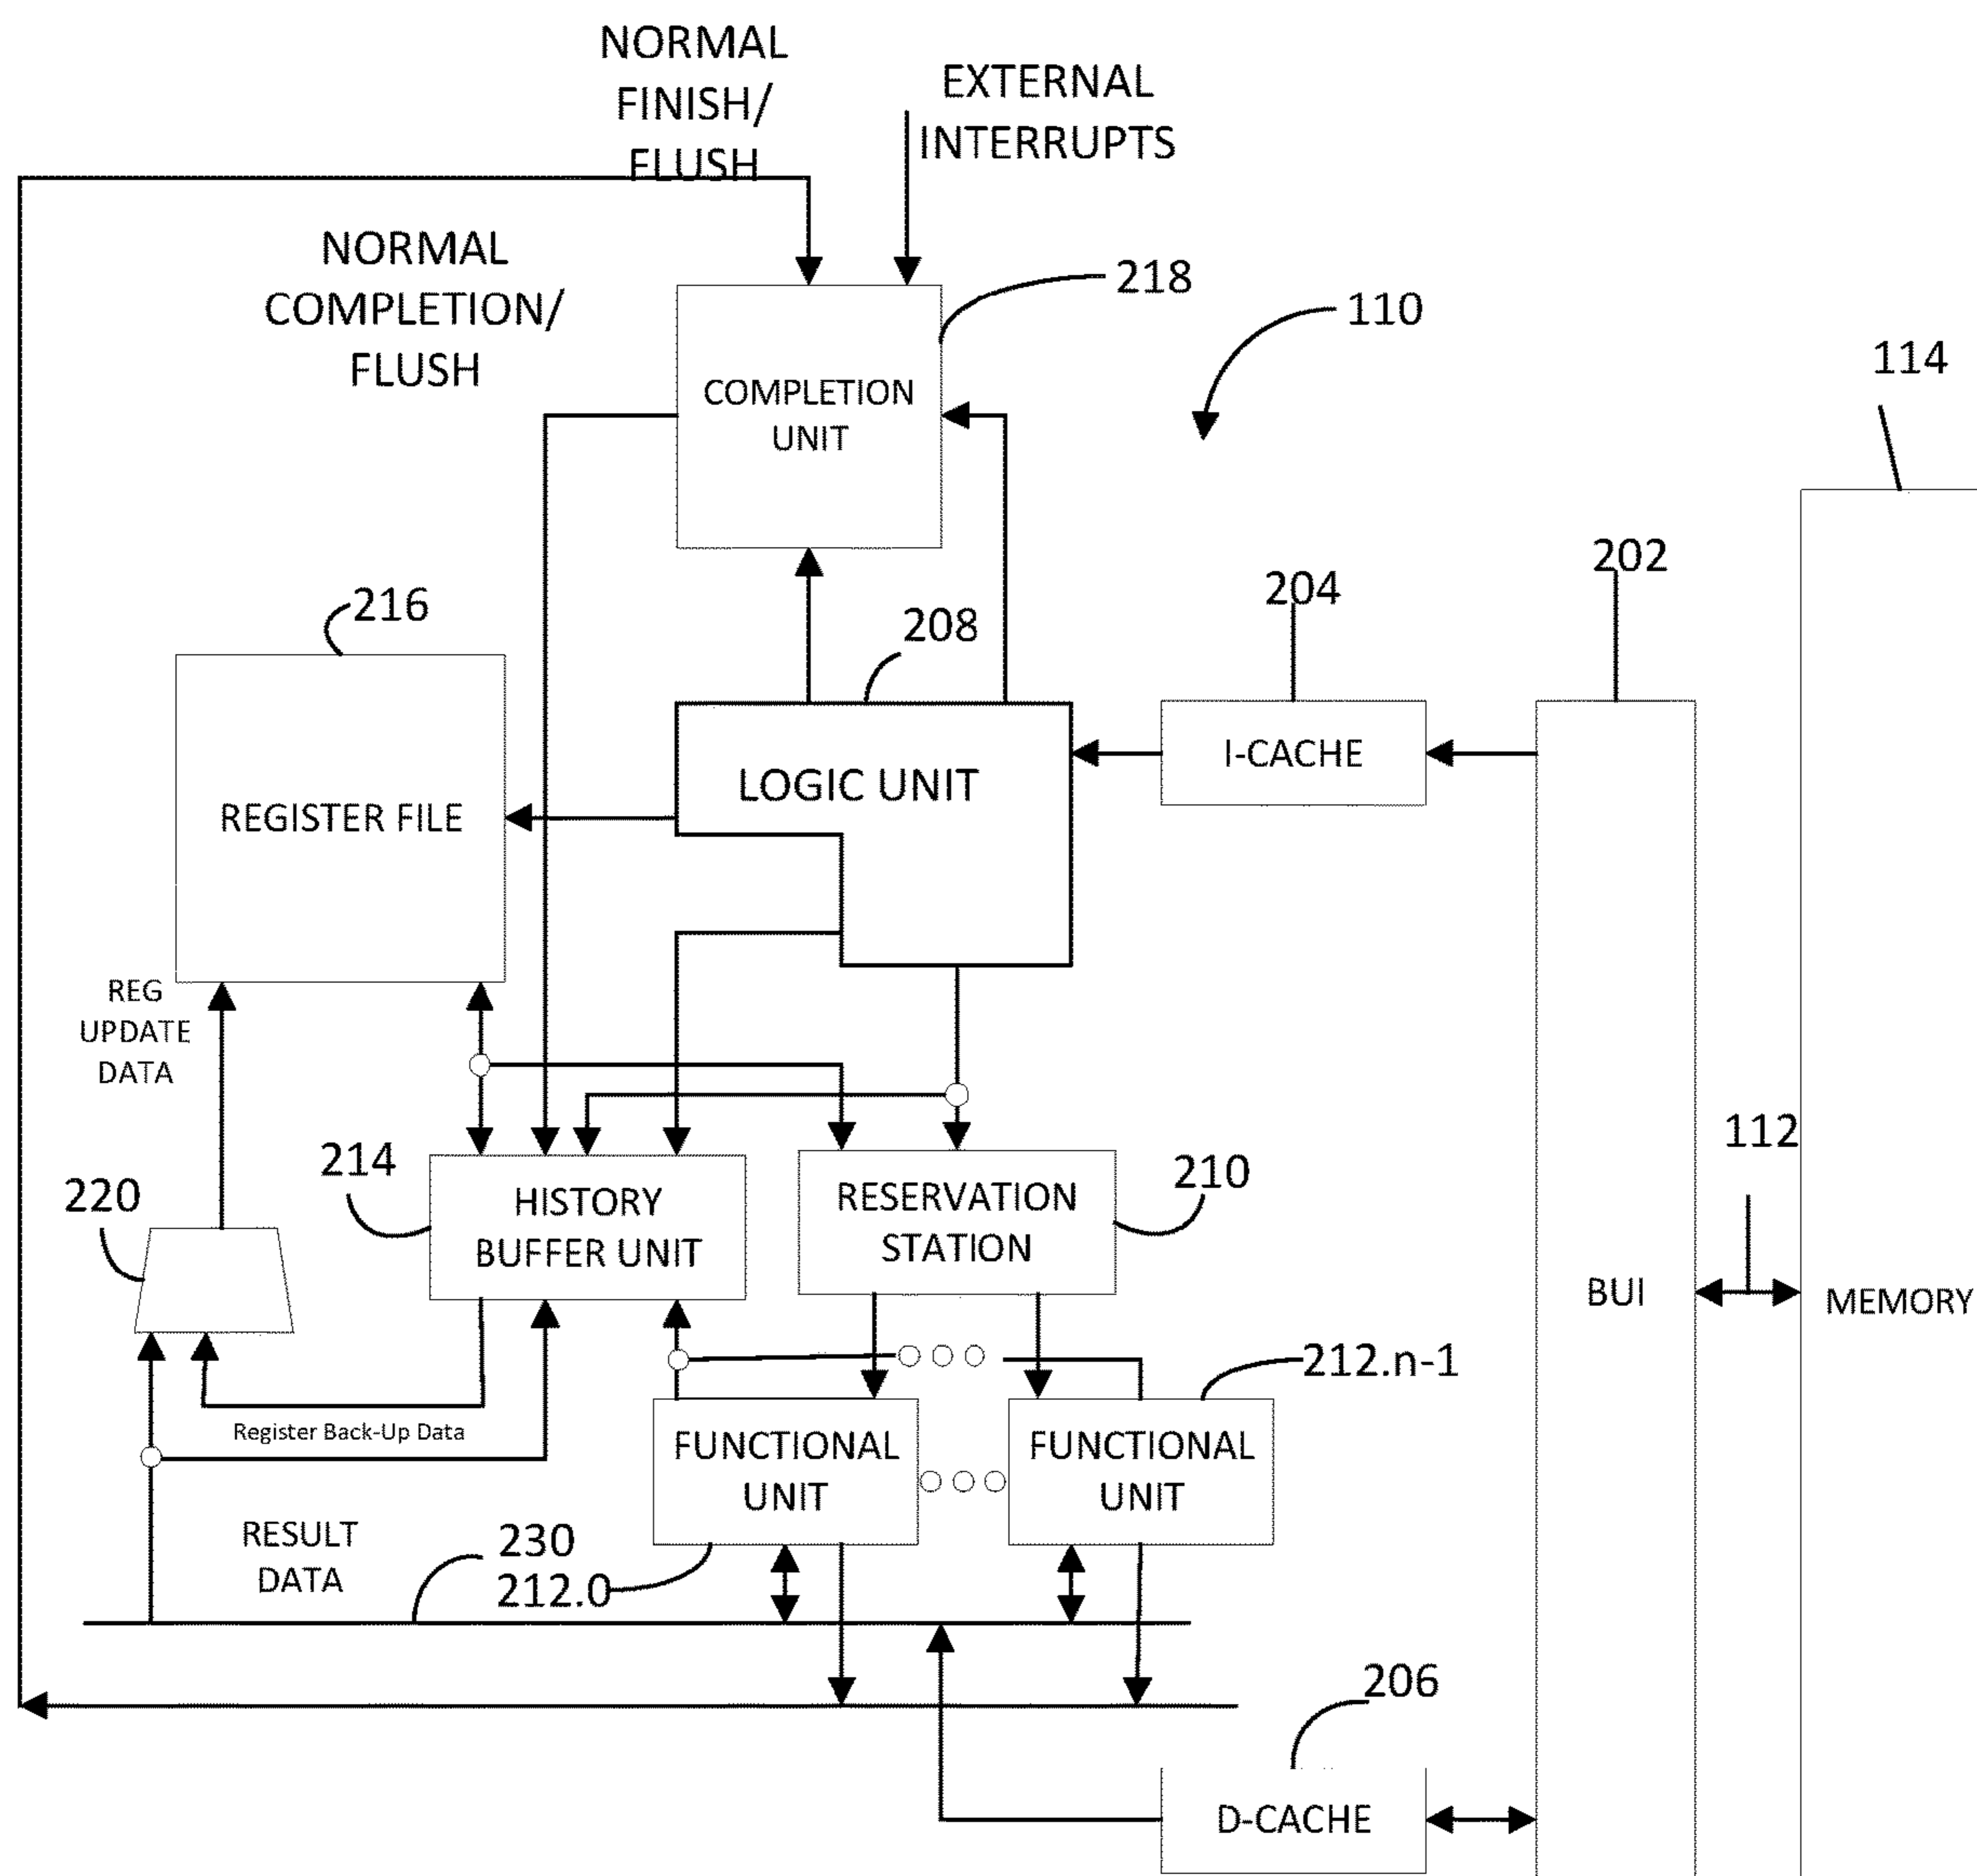 NORMAL
FINISH/
FLUSH
EXTERNAL
INTERRUPTS
NORMAL
COMPLETION/
FLUSH
218
110
114
COMPLETION
UNIT
202
204
216
208
I-CACHE
LOGIC UNIT
REGISTER FILE
REG
UPDATE
DATA
112
214
220
HISTORY
BUFFER UNIT
RESERVATION
STATION
210
BUI
MEMORY
212.n-1
Register Back-Up Data
FUNCTIONAL
UNIT
FUNCTIONAL
UNIT
RESULT
DATA
230
212.0
206
D-CACHE